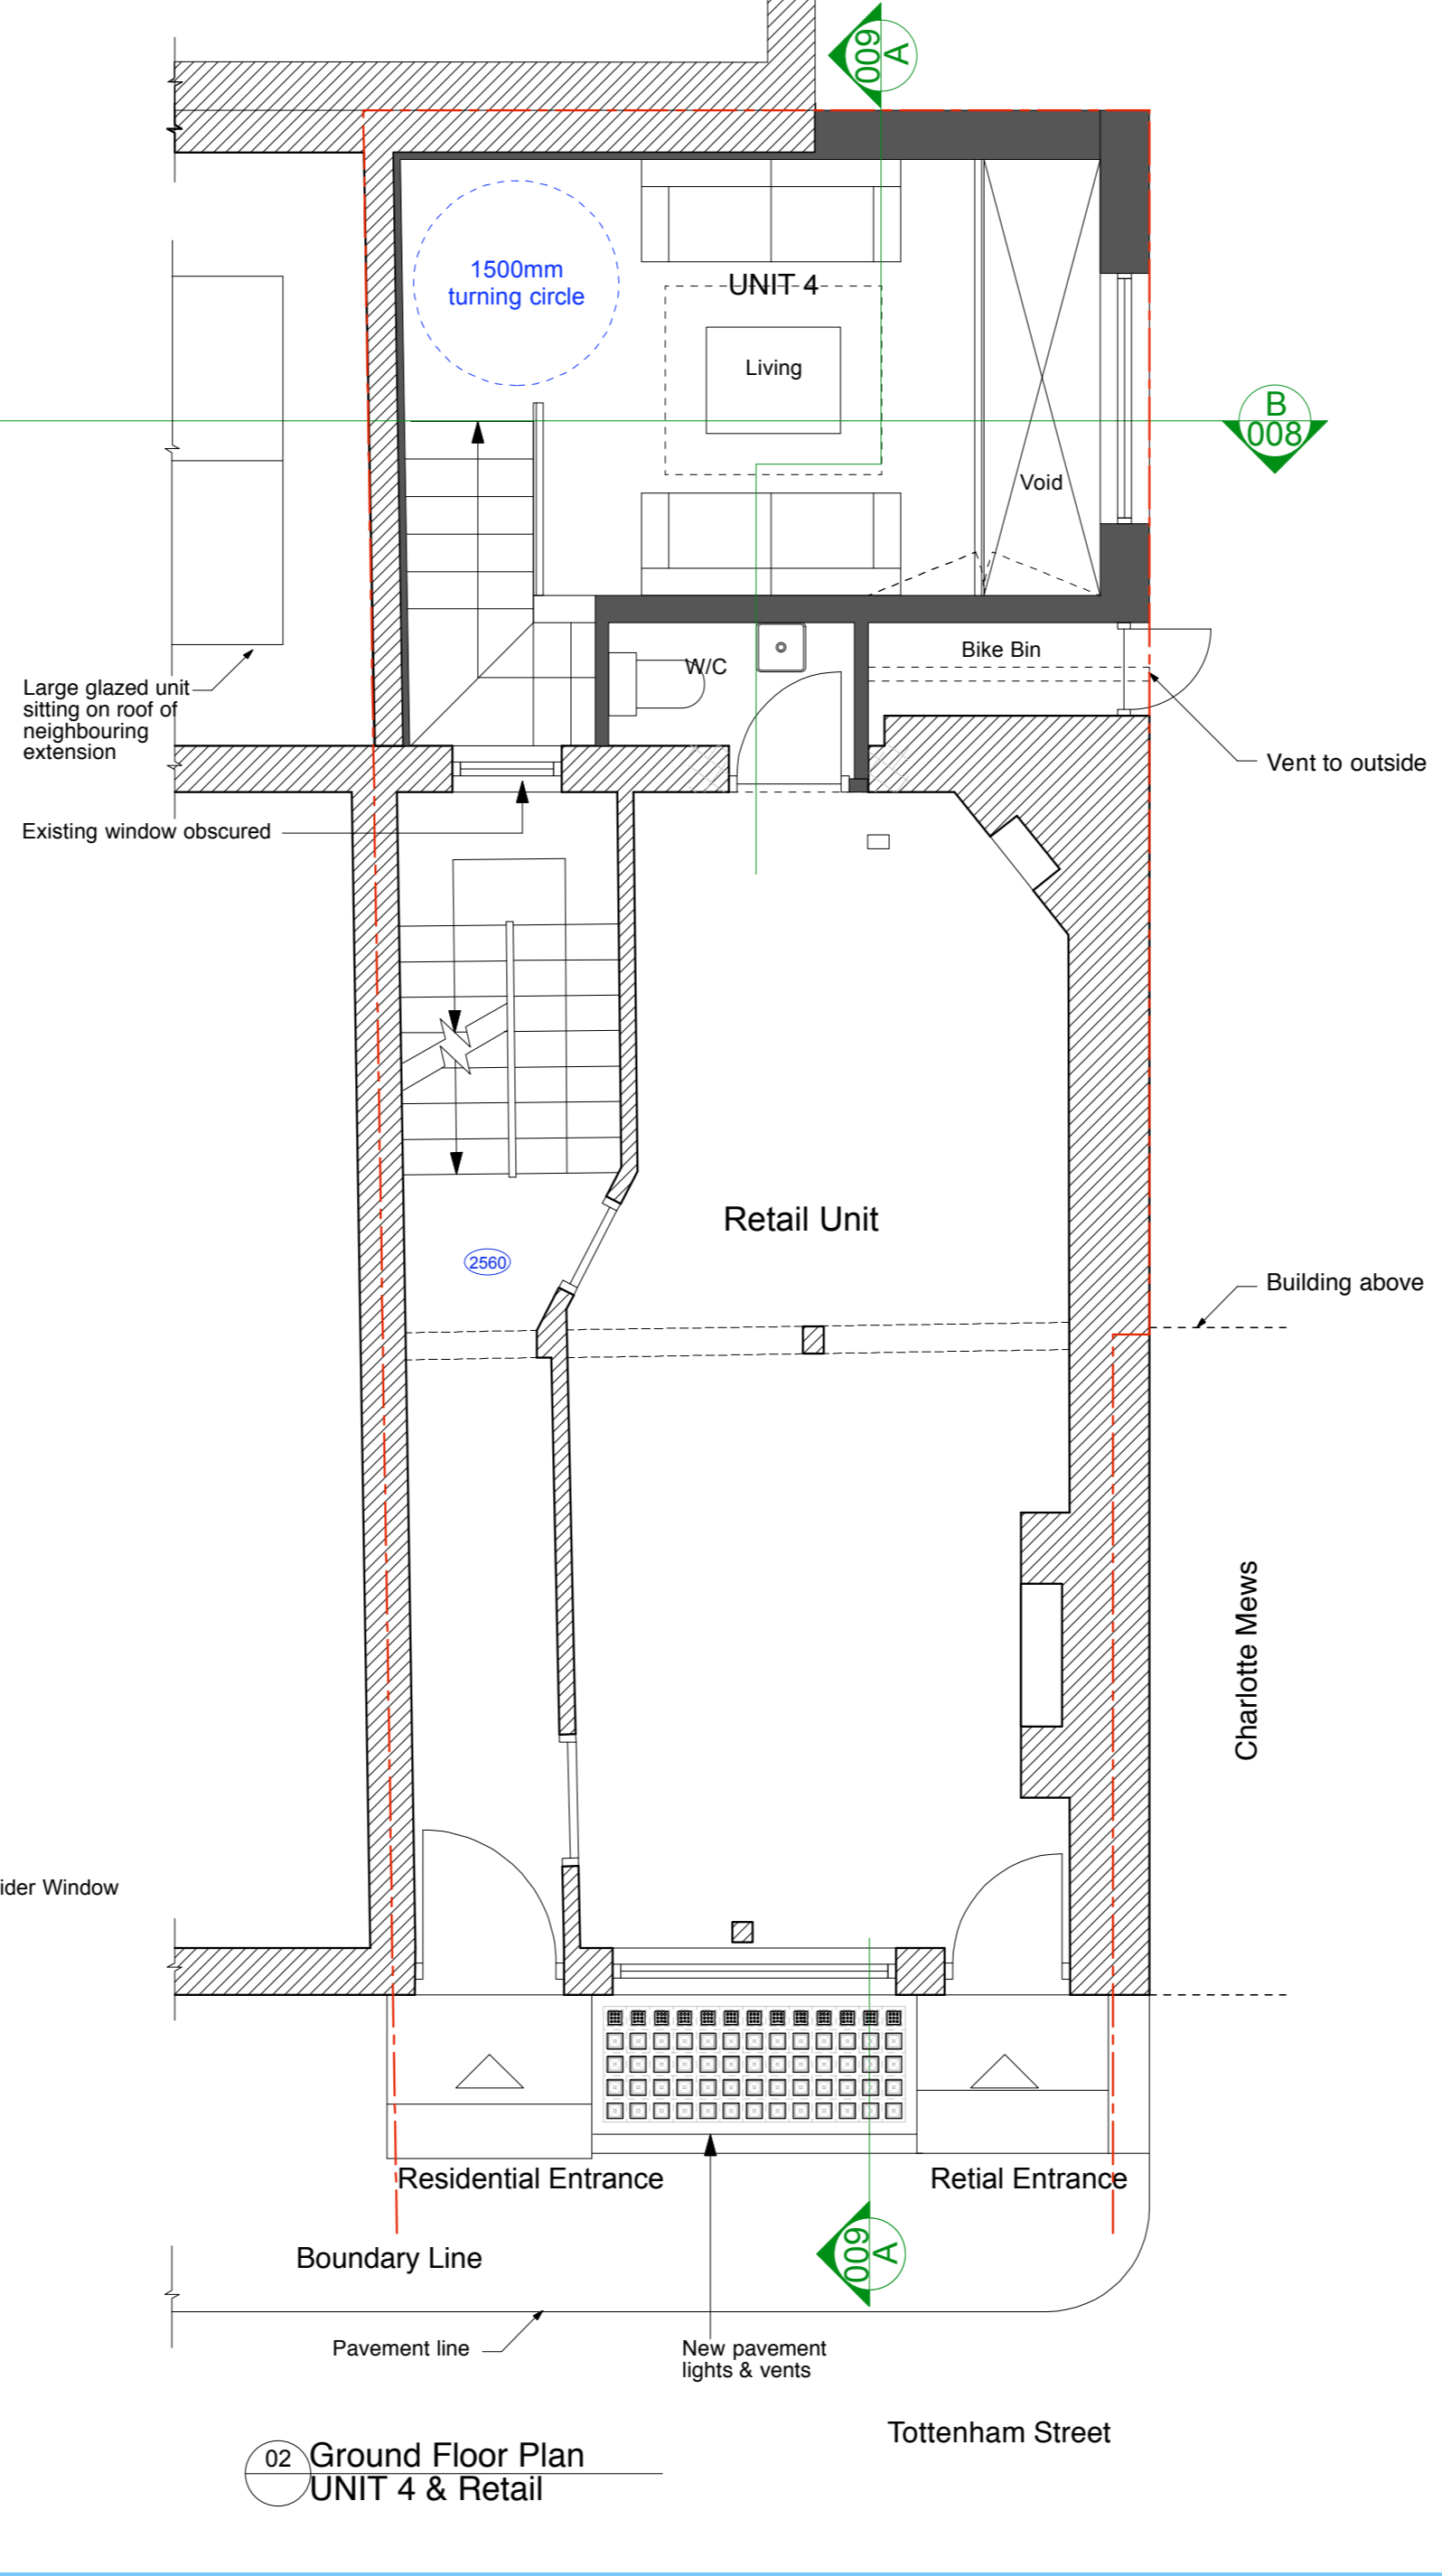 009
A
1500mm
turning circle
UNIT 4
Living
B
008
Void
Bike Bin
W/C
Large glazed unit
sitting on roof of
neighbouring
extension
Vent to outside
Existing window obscured
Retail Unit
2560
Building above
Charlotte Mews
ider Window
Residential Entrance
Retial Entrance
009
A
Boundary Line
Pavement line
New pavement
lights & vents
Tottenham Street
02
Ground Floor Plan
UNIT 4 & Retail